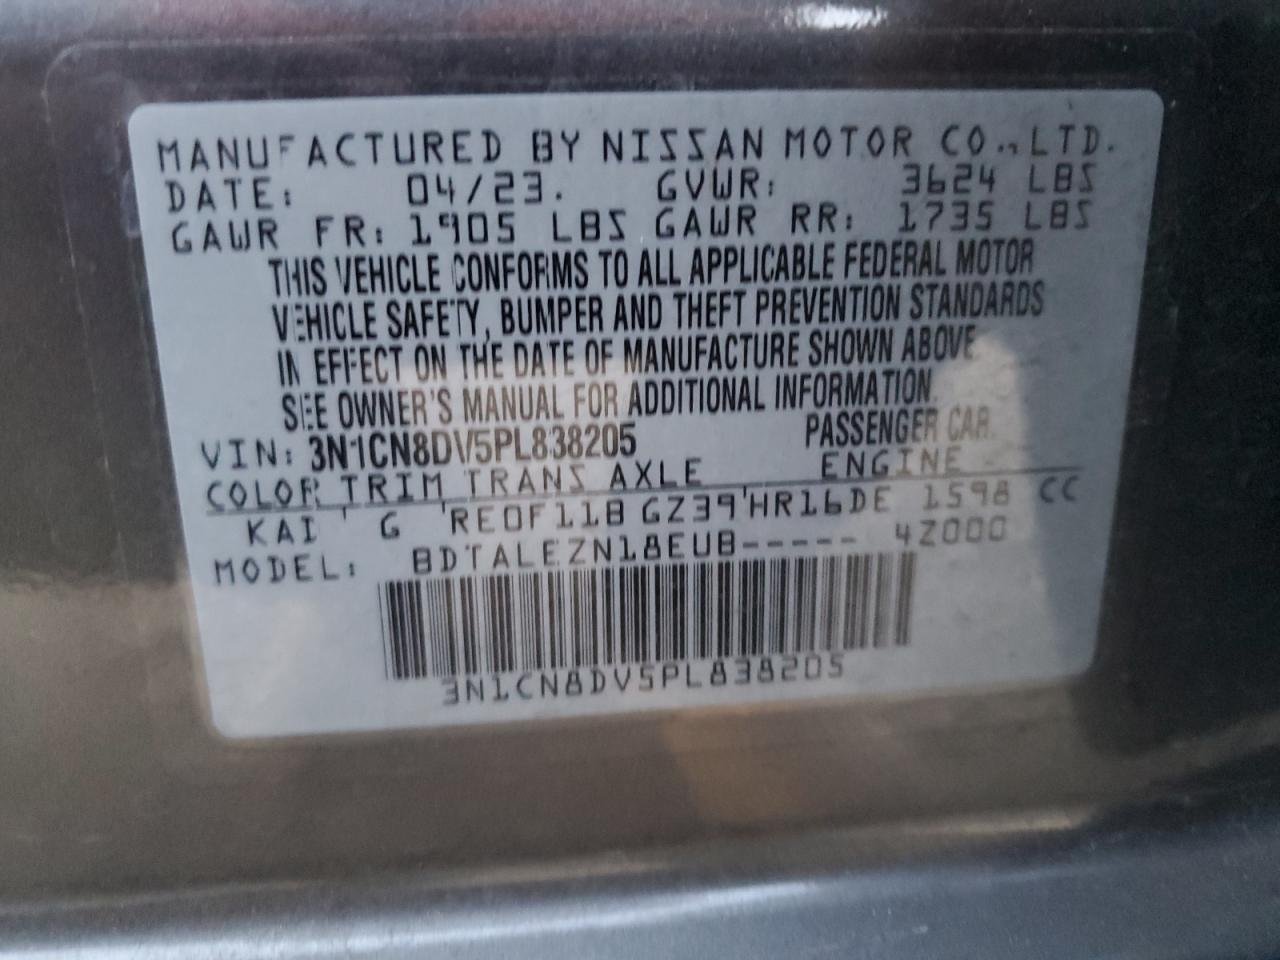 MANUFACTURED BY NISSAN MOTOR CO., LTD.
DATE: 04/23. GVWR: 3624 LBS
GAWR FR: 1905 LBS GAWR RR: 1735 LBS
THIS VEHICLE CONFORMS TO ALL APPLICABLE FEDERAL MOTOR
VEHICLE SAFETY, BUMPER AND THEFT PREVENTION STANDARDS
IN EFFECT ON THE DATE OF MANUFACTURE SHOWN ABOVE
SEE OWNER'S MANUAL FOR ADDITIONAL INFORMATION.
VIN: 3N1CN8DV5PL838205 PASSENGER CAR.
COLOR TRIM TRANS AXLE ENGINE
KAD G RE0F11B GZ39 HR16DE 1598 CC
MODEL: BDTALEZN18EUB----- 4Z000
3N1CN8DV5PL838205